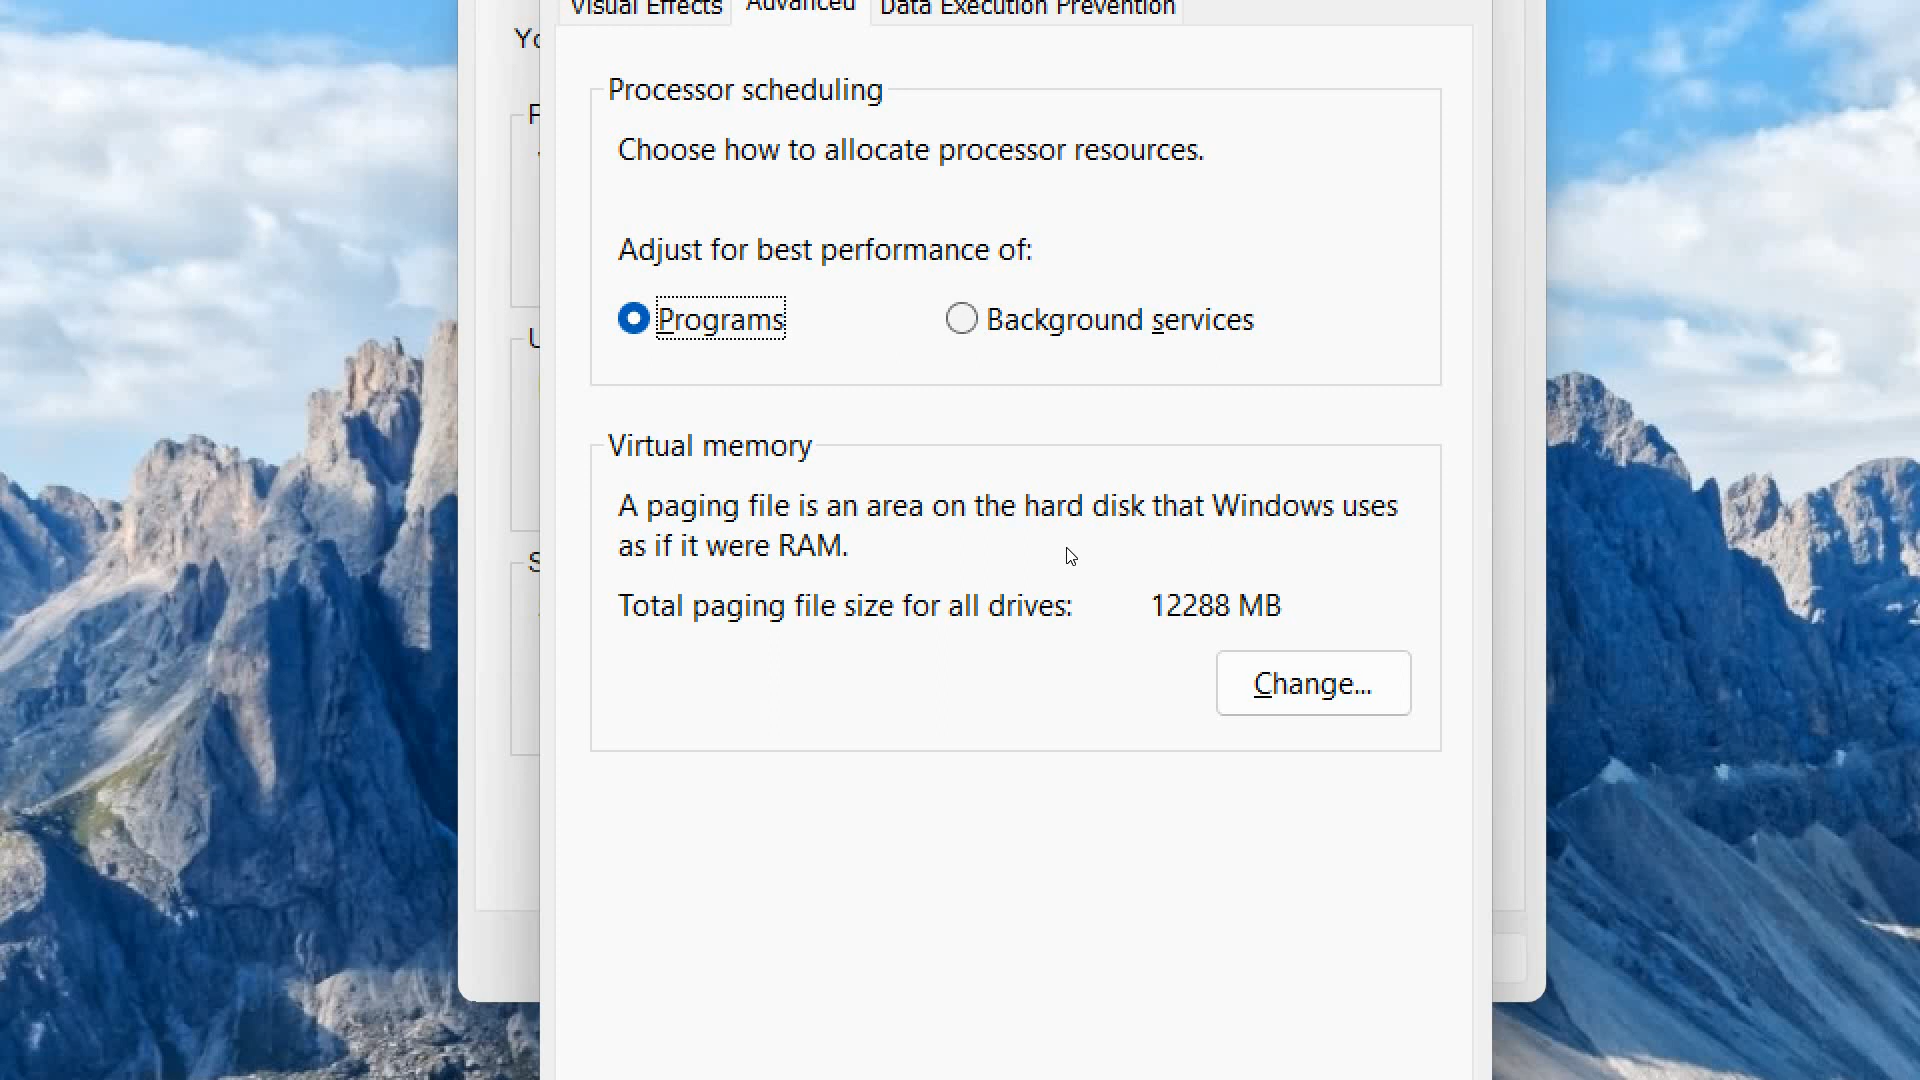 Visual Effects
Advanced
Data Execution Prevention
Processor scheduling
Choose how to allocate processor resources.
Adjust for best performance of:
Programs
Background services
Virtual memory
A paging file is an area on the hard disk that Windows uses
as if it were RAM.
Total paging file size for all drives: 12288 MB
Change...